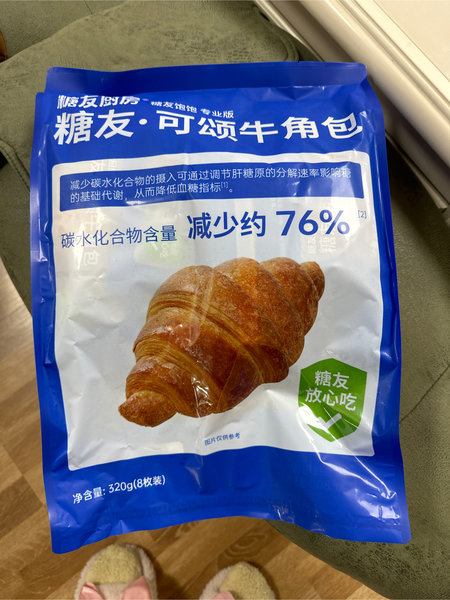 糖友厨房·糖友饱饱 专业版
糖友·可颂牛角包
减少碳水化合物的摄入可通过调节肝糖原的分解速率影响糖
的基础代谢，从而降低血糖指标[1]。
碳水化合物含量 减少约 76% [2]
糖友
放心吃
图片仅供参考
净含量: 320g(8枚装)